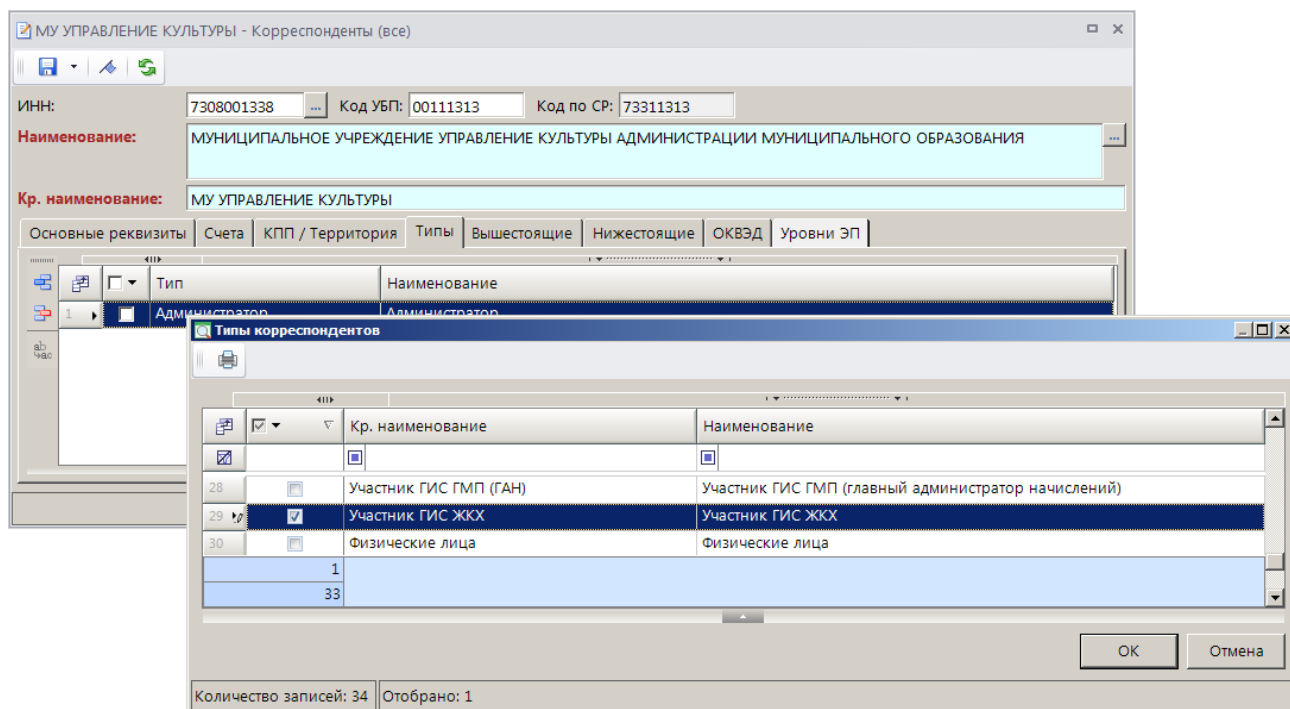 МУ УПРАВЛЕНИЕ КУЛЬТУРЫ - Корреспонденты (все)
ИНН: 7308001338 ... Код УБП: 00111313 Код по СР: 73311313
Наименование: МУНИЦИПАЛЬНОЕ УЧРЕЖДЕНИЕ УПРАВЛЕНИЕ КУЛЬТУРЫ АДМИНИСТРАЦИИ МУНИЦИПАЛЬНОГО ОБРАЗОВАНИЯ ...
Кр. наименование: МУ УПРАВЛЕНИЕ КУЛЬТУРЫ
Основные реквизиты Счета КПП / Территория Типы Вышестоящие Нижестоящие ОКВЭД Уровни ЭП
Тип Наименование
1 Администратор Администратор
ab
ac
Типы корреспондентов
Кр. наименование Наименование
28 Участник ГИС ГМП (ГАН) Участник ГИС ГМП (главный администратор начислений)
29 Участник ГИС ЖКХ Участник ГИС ЖКХ
30 Физические лица Физические лица
1
33
OK Отмена
Количество записей: 34 Отобрано: 1